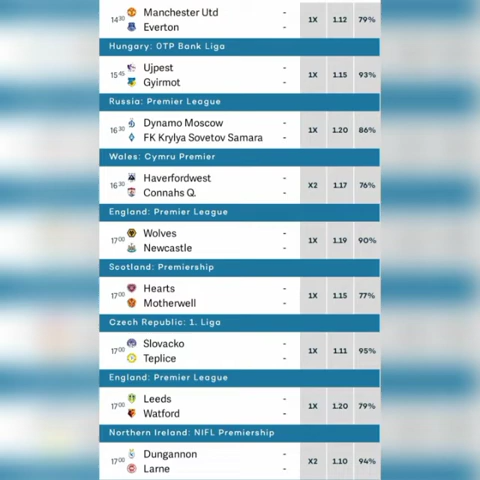 14:30 Manchester Utd - 1X 1.12 79%
Everton -
Hungary: OTP Bank Liga
15:45 Ujpest - 1X 1.15 93%
Gyirmot -
Russia: Premier League
16:30 Dynamo Moscow - 1X 1.20 86%
FK Krylya Sovetov Samara -
Wales: Cymru Premier
16:30 Haverfordwest - X2 1.17 76%
Connahs Q. -
England: Premier League
17:00 Wolves - 1X 1.19 90%
Newcastle -
Scotland: Premiership
17:00 Hearts - 1X 1.15 77%
Motherwell -
Czech Republic: 1. Liga
17:00 Slovacko - 1X 1.11 95%
Teplice -
England: Premier League
17:00 Leeds - 1X 1.20 79%
Watford -
Northern Ireland: NIFL Premiership
17:00 Dungannon - X2 1.10 94%
Larne -